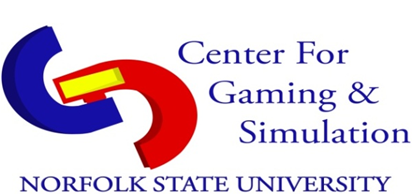 Center For
Gaming &
Simulation
NORFOLK STATE UNIVERSITY